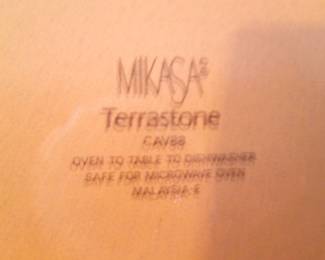 MIKASA®
Terrastone
CAV88
OVEN TO TABLE TO DISHWASHER
SAFE FOR MICROWAVE OVEN
MALAYSIA-E